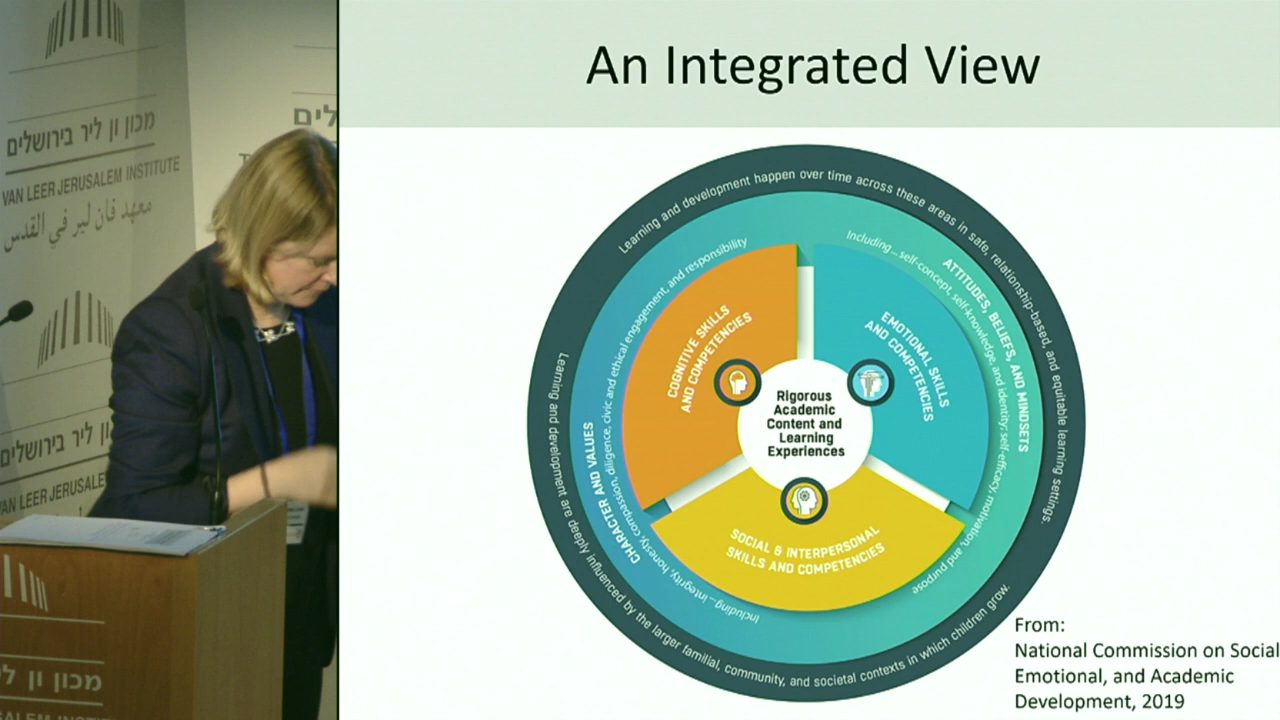 מכון ון ליר בירושלים
VAN LEER JERUSALEM INSTITUTE
معهد فان لير في القدس
ון ליר בירושלים
VAN LEER JERUSALE
מכון ון ל
An Integrated View
Learning and development happen over time across these areas in safe, relationship-based, and equitable learning settings.
Including... self-concept, self-knowledge, and identity; self-efficacy, motivation, and purpose
ATTITUDES, BELIEFS, AND MINDSETS
CHARACTER AND VALUES
Including... integrity, honesty, compassion, diligence, civic and ethical engagement, and responsibility
COGNITIVE SKILLS
AND COMPETENCIES
EMOTIONAL SKILLS
AND COMPETENCIES
Rigorous
Academic
Content and
Learning
Experiences
SOCIAL & INTERPERSONAL
SKILLS AND COMPETENCIES
Learning and development are deeply influenced by the larger familial, community, and societal contexts in which children grow.
From:
National Commission on Social
Emotional, and Academic
Development, 2019